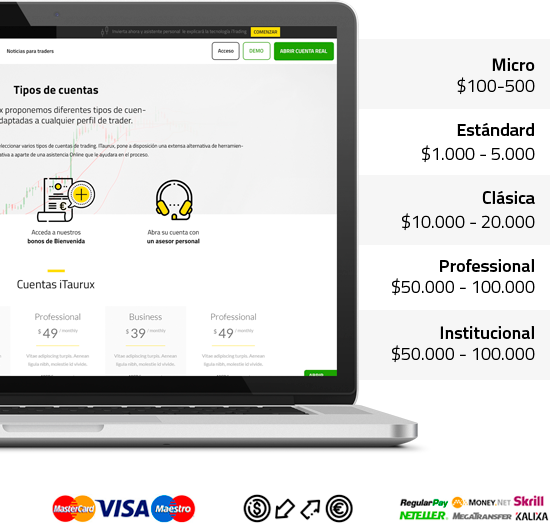 Invierta ahora y asistente personal le explicará la tecnología iTrading
COMENZAR
Noticias para traders
Acceso
DEMO
ABRIR CUENTA REAL
Tipos de cuentas
x proponemos diferentes tipos de cuen-
adaptadas a cualquier perfil de trader.
eleccionar varios tipos de cuentas de trading. ITaurux, pone a disposición una extensa alternativa de herramien-
ativa a aparte de una asistencia Online que le ayudara en el proceso.
Acceda a nuestros
bonos de Bienvenida
Abra su cuenta con
un asesor personal
Cuentas iTaurux
Professional
$ 49 / monthly
Vitae adipiscing turpis. Aenean
ligula nibh, molestie id vivide.
Business
$ 39 / monthly
Vitae adipiscing turpis. Aenean
ligula nibh, molestie id vivide.
Professional
$ 49 / monthly
Vitae adipiscing turpis. Aenean
ligula nibh, molestie id vivide.
Micro
$100-500
Estándard
$1.000 - 5.000
Clásica
$10.000 - 20.000
Professional
$50.000 - 100.000
Institucional
$50.000 - 100.000
MasterCard
VISA
Maestro
$
€
RegularPay
MONEY.NET
Skrill
NETELLER.
MEGATRANSFER
KALIXA